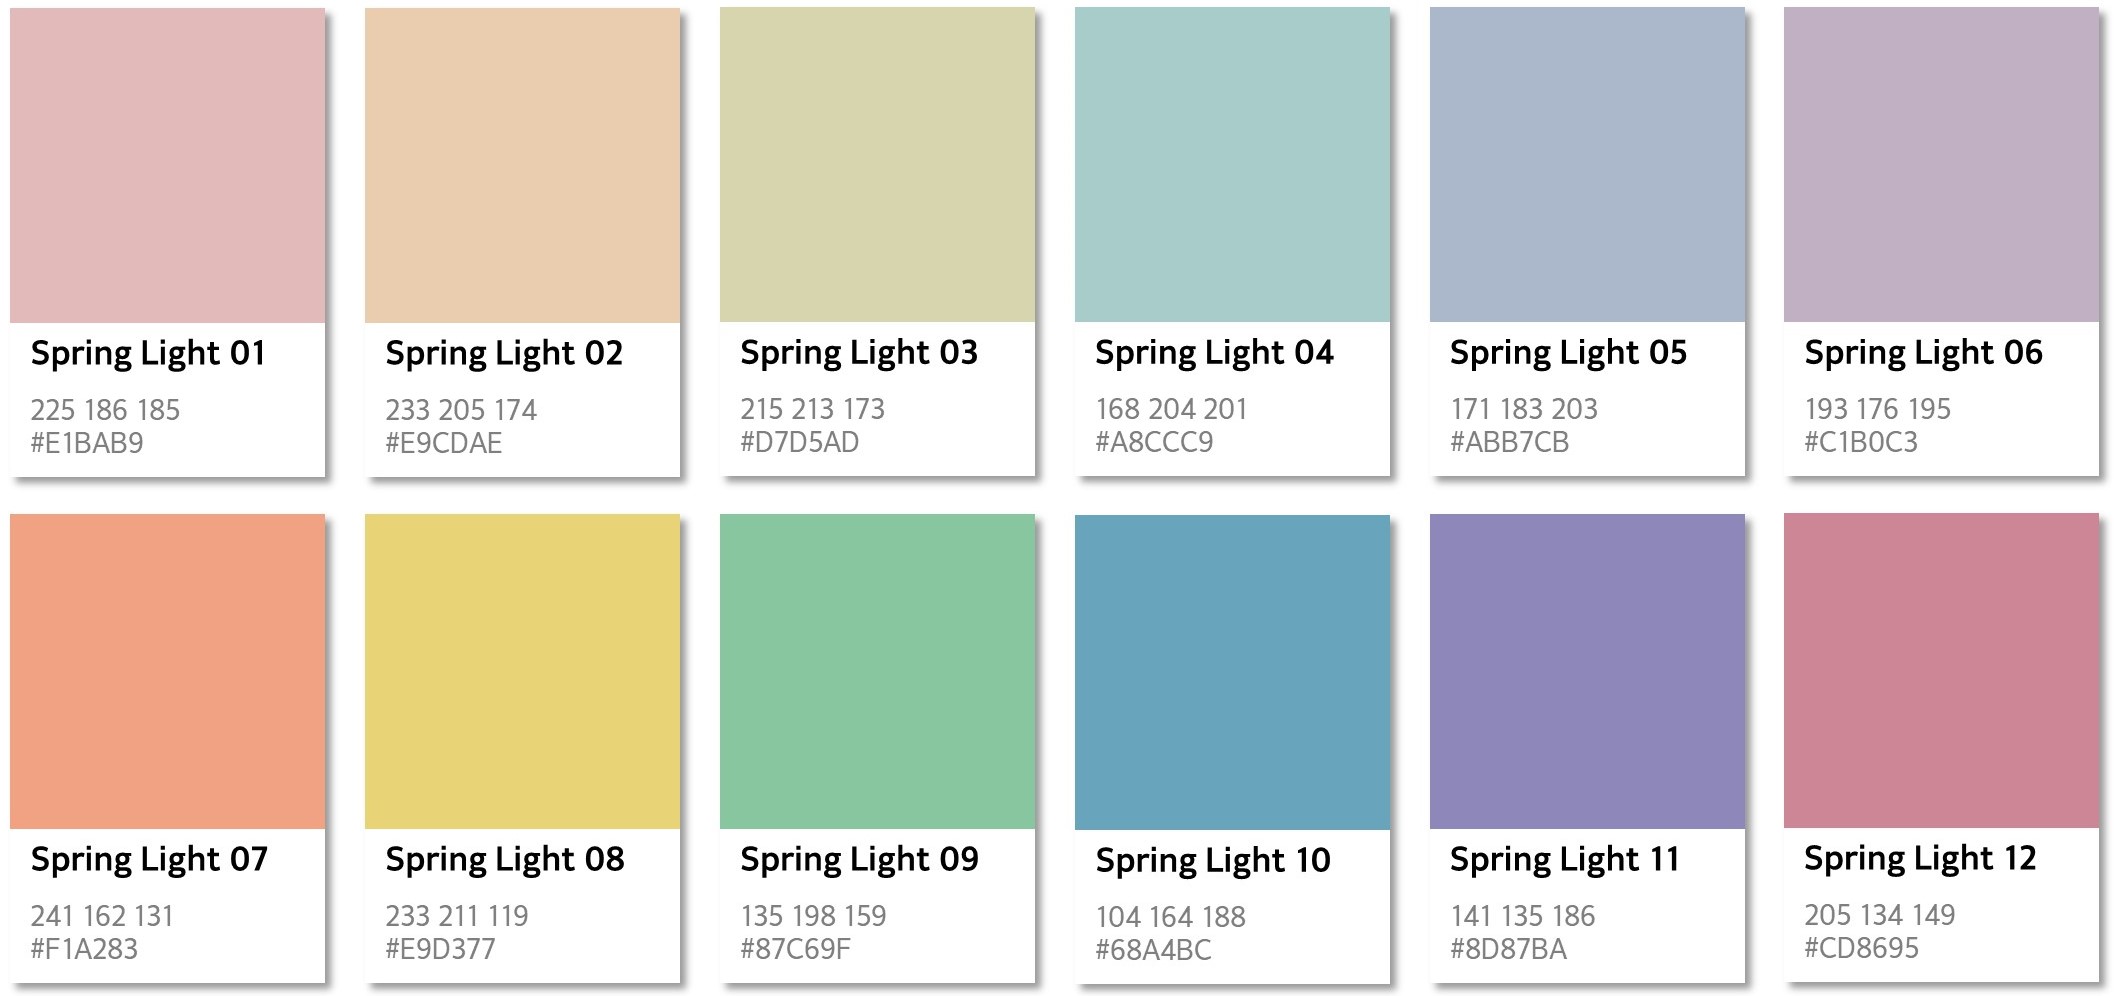 Spring Light 01
225 186 185
#E1BAB9
Spring Light 02
233 205 174
#E9CDAE
Spring Light 03
215 213 173
#D7D5AD
Spring Light 04
168 204 201
#A8CCC9
Spring Light 05
171 183 203
#ABB7CB
Spring Light 06
193 176 195
#C1B0C3
Spring Light 07
241 162 131
#F1A283
Spring Light 08
233 211 119
#E9D377
Spring Light 09
135 198 159
#87C69F
Spring Light 10
104 164 188
#68A4BC
Spring Light 11
141 135 186
#8D87BA
Spring Light 12
205 134 149
#CD8695